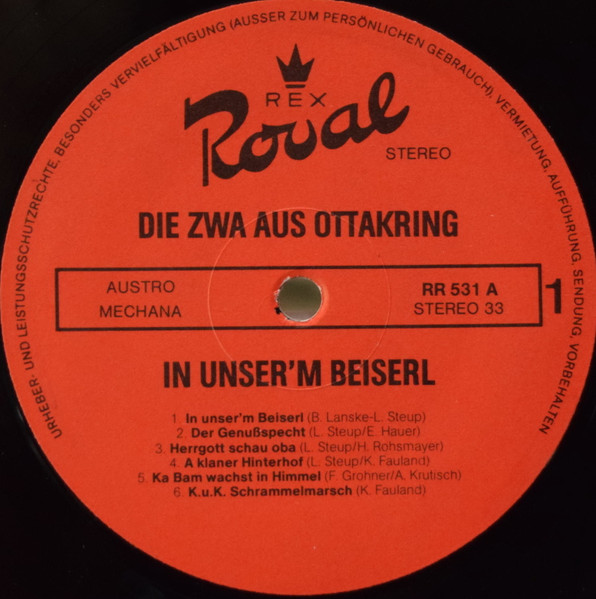 URHEBER- UND LEISTUNGSSCHUTZRECHTE, BESONDERS VERVIELFÄLTIGUNG (AUSSER ZUM PERSÖNLICHEN GEBRAUCH), VERMIETUNG, AUFFÜHRUNG, SENDUNG, VORBEHALTEN
REX
Royal
STEREO
DIE ZWA AUS OTTAKRING
AUSTRO
MECHANA
RR 531 A
STEREO 33
1
IN UNSER'M BEISERL
1 In unser'm Beiserl (B. Lanske-L. Steup)
2. Der Genußspecht (L. Steup/E. Hauer)
3. Herrgott schau oba (L. Steup/H. Rohsmayer)
4. A klaner Hinterhof (L. Steup/K. Fauland)
5. Ka Bam wachst in Himmel (F. Grohner/A. Krutisch)
6. K.u.K. Schrammelmarsch (K. Fauland)